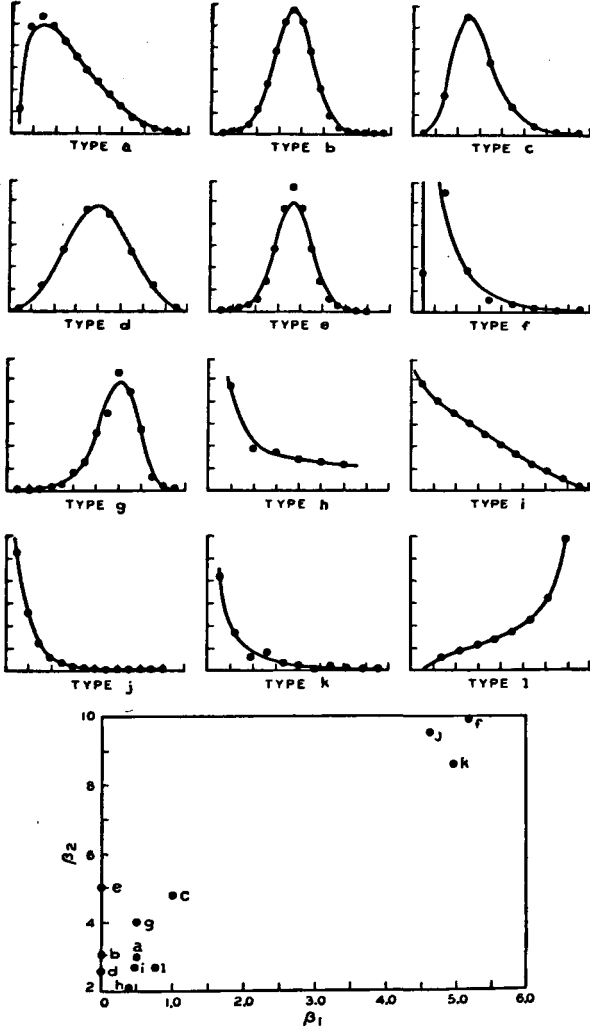 TYPE a
TYPE b
TYPE c
TYPE d
TYPE e
TYPE f
TYPE g
TYPE h
TYPE i
TYPE j
TYPE k
TYPE l
10
8
6
4
2
β2
e
b
d
h
g
a
i
l
c
j
f
k
0
1.0
2.0
3.0
4.0
5.0
6.0
β1